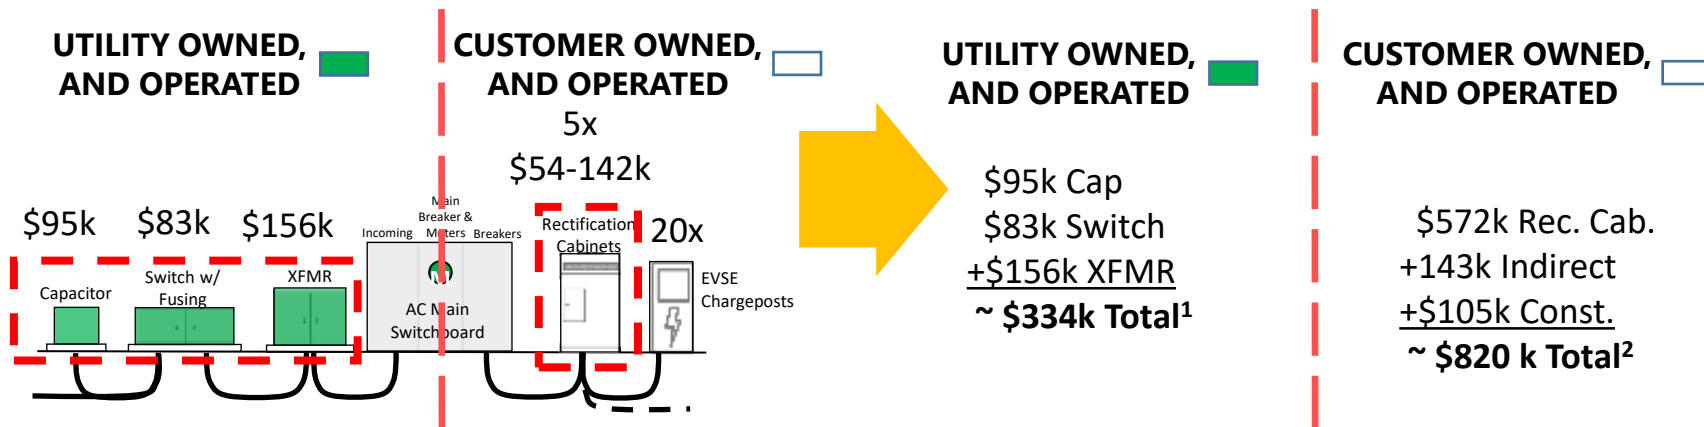 UTILITY OWNED,
AND OPERATED
CUSTOMER OWNED,
AND OPERATED
5x
$54-142k
$95k
$83k
$156k
Main
Breaker &
Meters
Incoming
Breakers
Rectification
Cabinets
20x
Capacitor
Switch w/
Fusing
XFMR
M
AC Main
Switchboard
EVSE
Chargeposts
UTILITY OWNED,
AND OPERATED
$95k Cap
$83k Switch
+$156k XFMR
~ $334k Total1
CUSTOMER OWNED,
AND OPERATED
$572k Rec. Cab.
+143k Indirect
+$105k Const.
~ $820 k Total2